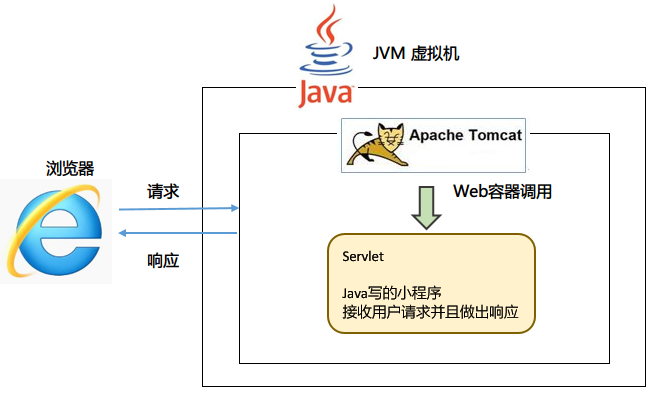 JVM 虚拟机
Java
Apache Tomcat
浏览器
请求
Web容器调用
响应
Servlet
Java写的小程序
接收用户请求并且做出响应